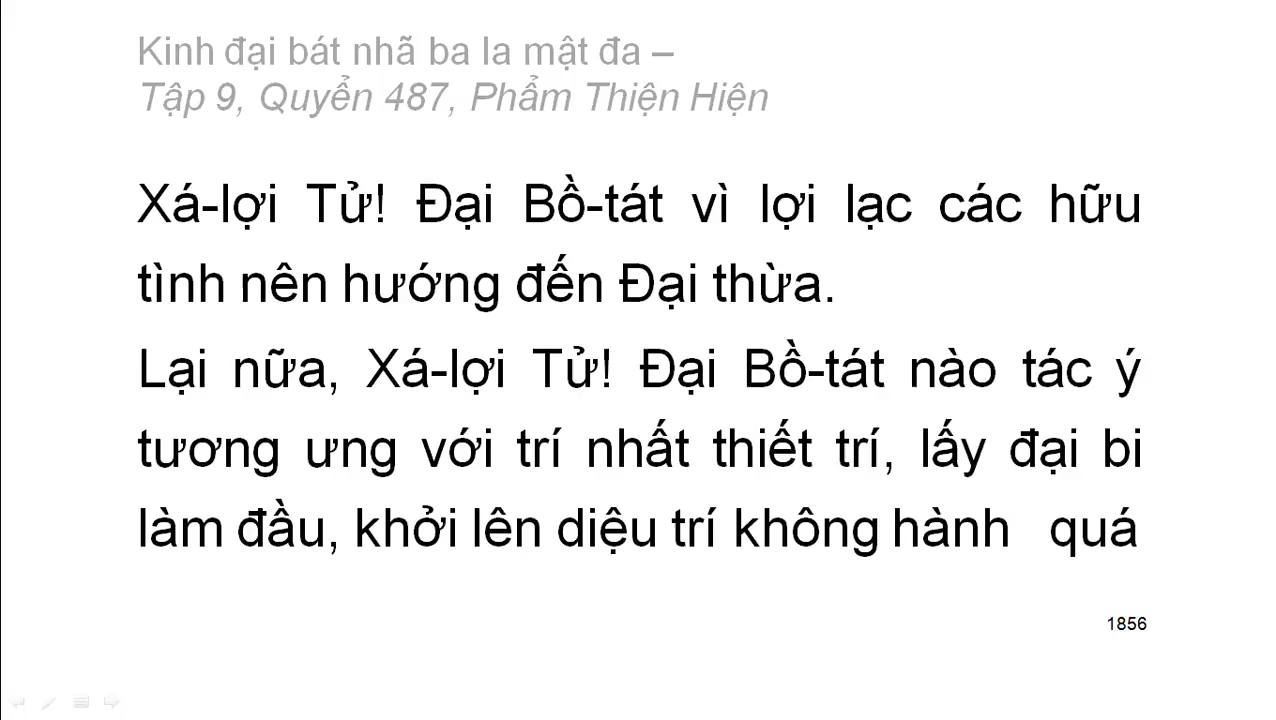 Kinh đại bát nhã ba la mật đa –
Tập 9, Quyển 487, Phẩm Thiện Hiện
Xá-lợi Tử! Đại Bồ-tát vì lợi lạc các hữu
tình nên hướng đến Đại thừa.
Lại nữa, Xá-lợi Tử! Đại Bồ-tát nào tác ý
tương ưng với trí nhất thiết trí, lấy đại bi
làm đầu, khởi lên diệu trí không hành quá
1856